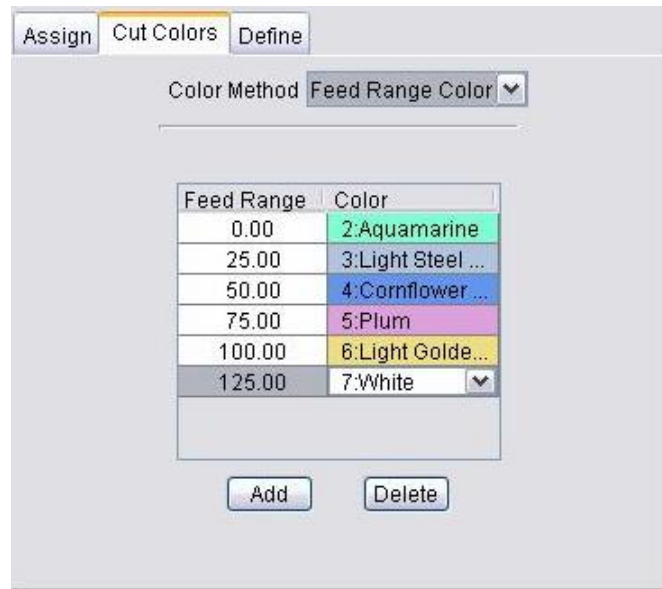 Assign Cut Colors Define
Color Method Feed Range Color
Feed Range Color
0.00 2:Aquamarine
25.00 3:Light Steel ...
50.00 4:Cornflower ...
75.00 5:Plum
100.00 6:Light Golde...
125.00 7:White
Add Delete